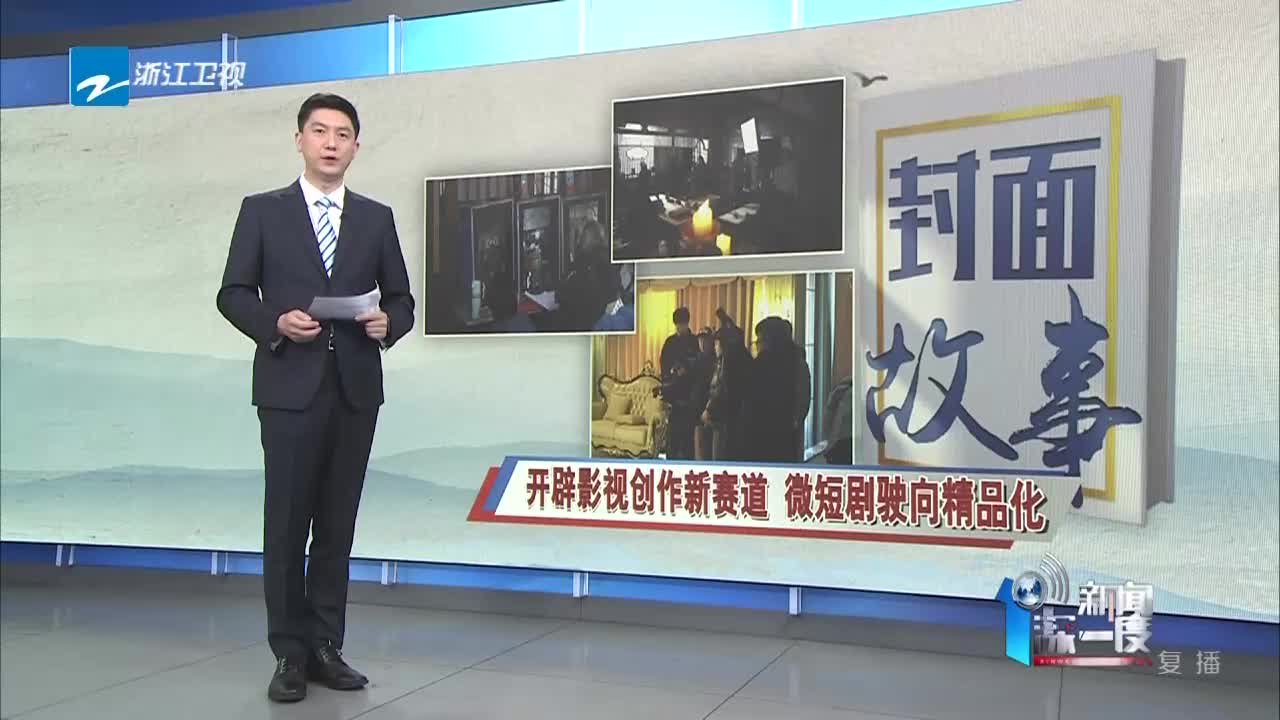 浙江卫视
封面
故事
开辟影视创作新赛道 微短剧驶向精品化
新闻
深一度
复播